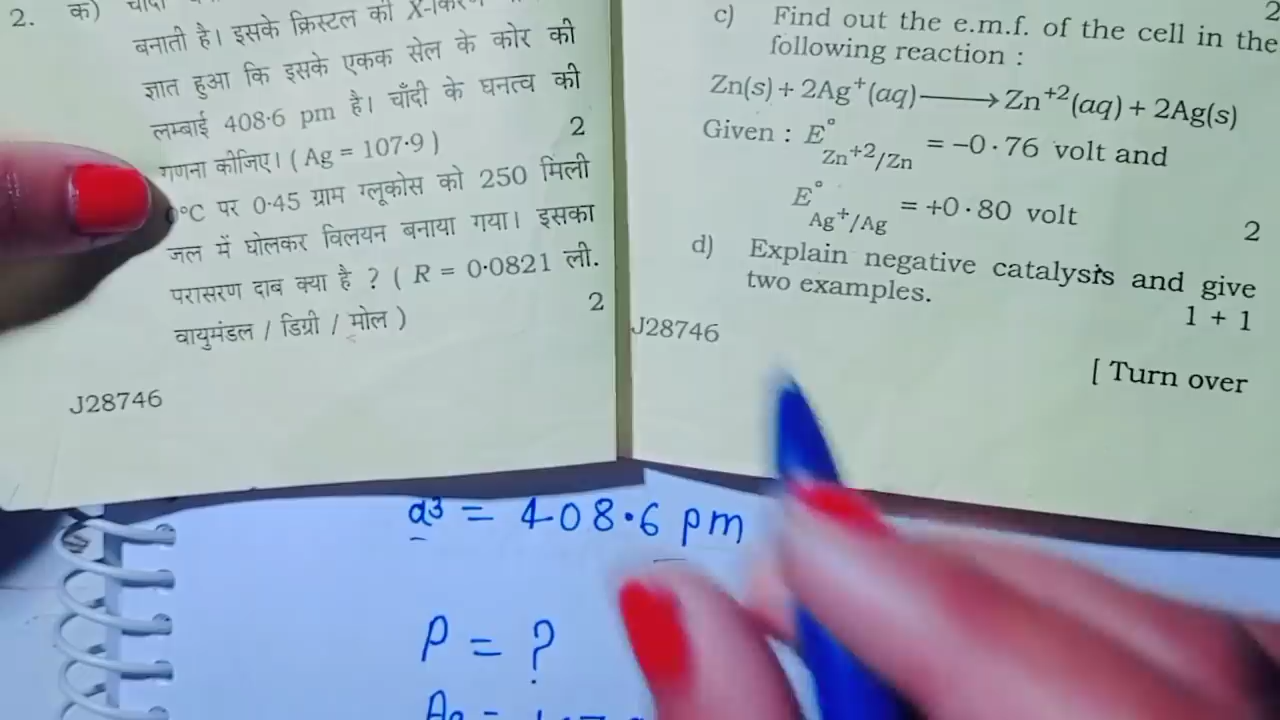 2. क) चाँदी
बनाती है। इसके क्रिस्टल की X-किरण
ज्ञात हुआ कि इसके एकक सेल के कोर की
लम्बाई 408·6 pm है। चाँदी के घनत्व की
गणना कीजिए। ( Ag = 107·9 ) 2
0°C पर 0·45 ग्राम ग्लूकोस को 250 मिली
जल में घोलकर विलयन बनाया गया। इसका
परासरण दाब क्या है ? ( R = 0·0821 ली.
वायुमंडल / डिग्री / मोल ) 2
J28746
2
c) Find out the e.m.f. of the cell in the
following reaction :
Zn(s) + 2Ag⁺(aq) ⟶ Zn⁺²(aq) + 2Ag(s)
Given : E° Zn⁺²/Zn = –0·76 volt and
E° Ag⁺/Ag = +0·80 volt 2
d) Explain negative catalysis and give
two examples. 1 + 1
J28746
[ Turn over
a³ = 408·6 pm
P = ?